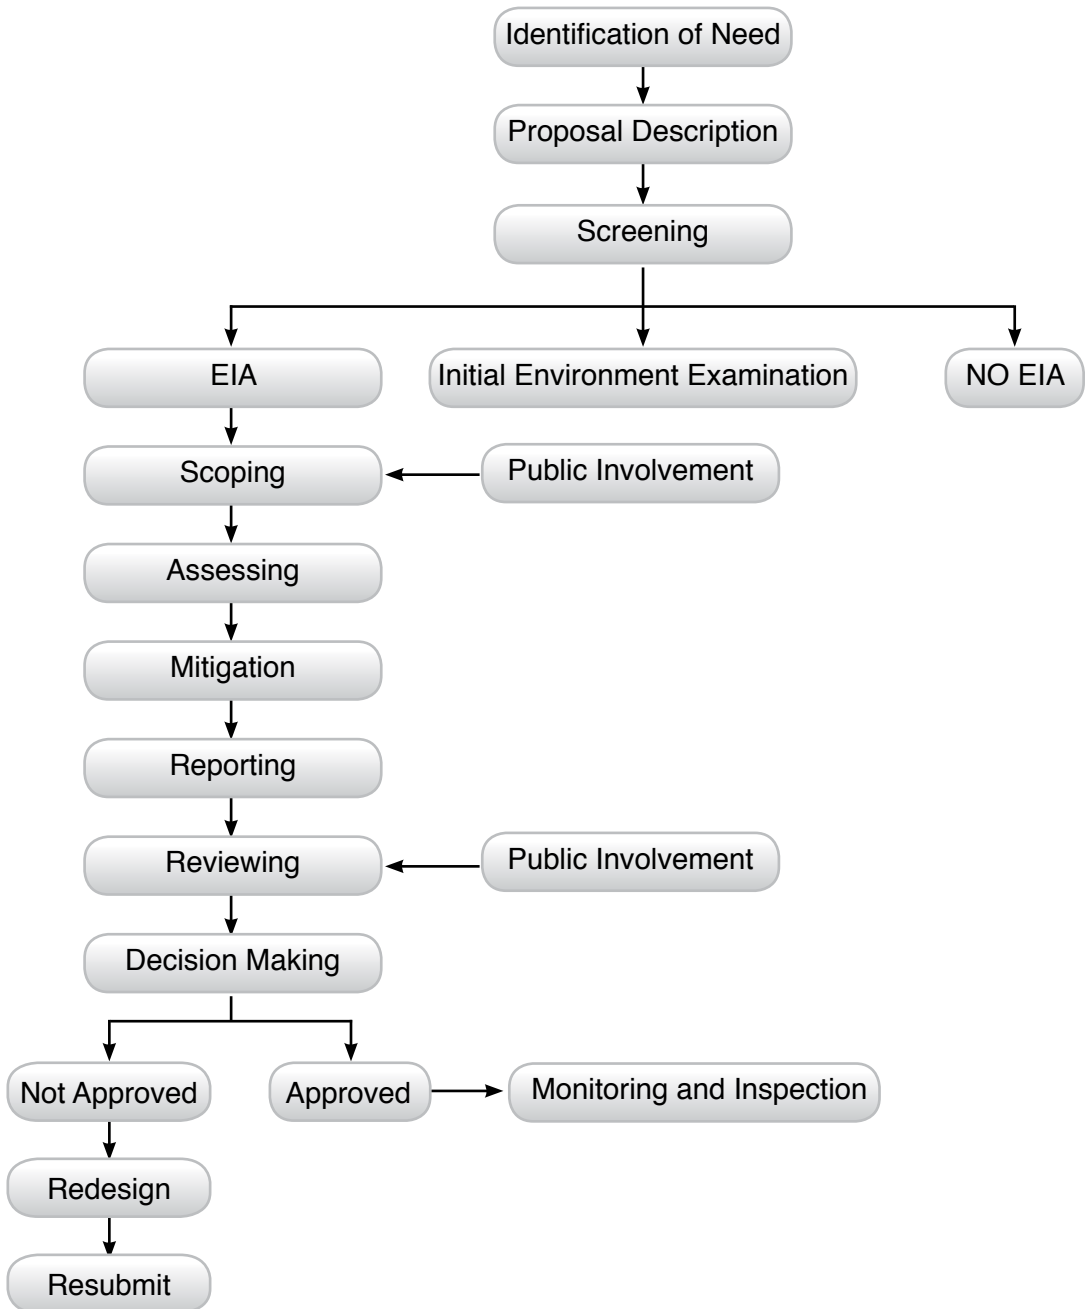 Identification of Need
Proposal Description
Screening
EIA
Initial Environment Examination
NO EIA
Scoping
Public Involvement
Assessing
Mitigation
Reporting
Reviewing
Public Involvement
Decision Making
Not Approved
Approved
Monitoring and Inspection
Redesign
Resubmit